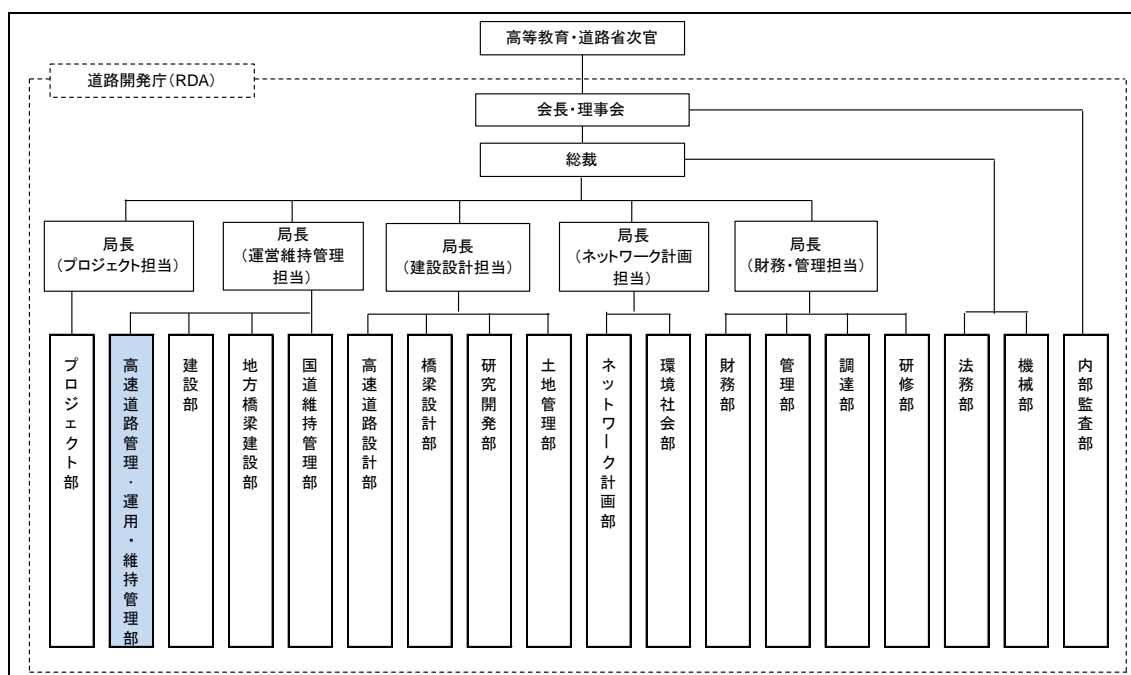 高等教育・道路省次官
道路開発庁(RDA)
会長・理事会
総裁
局長
(プロジェクト担当)
局長
(運営維持管理
担当)
局長
(建設設計担当)
局長
(ネットワーク計画
担当)
局長
(財務・管理担当)
プロジェクト部
高速道路管理・運用・維持管理部
建設部
地方橋梁建設部
国道維持管理部
高速道路設計部
橋梁設計部
研究開発部
土地管理部
ネットワーク計画部
環境社会部
財務部
管理部
調達部
研修部
法務部
機械部
内部監査部